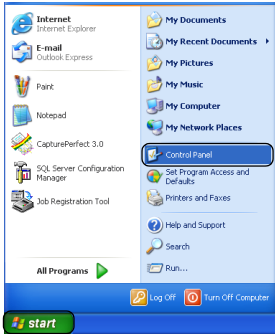 Internet
Internet Explorer
E-mail
Outlook Express
Paint
Notepad
CapturePerfect 3.0
SQL Server Configuration
Manager
Job Registration Tool
All Programs
My Documents
My Recent Documents
My Pictures
My Music
My Computer
My Network Places
Control Panel
Set Program Access and
Defaults
Printers and Faxes
Help and Support
Search
Run...
Log Off
Turn Off Computer
start